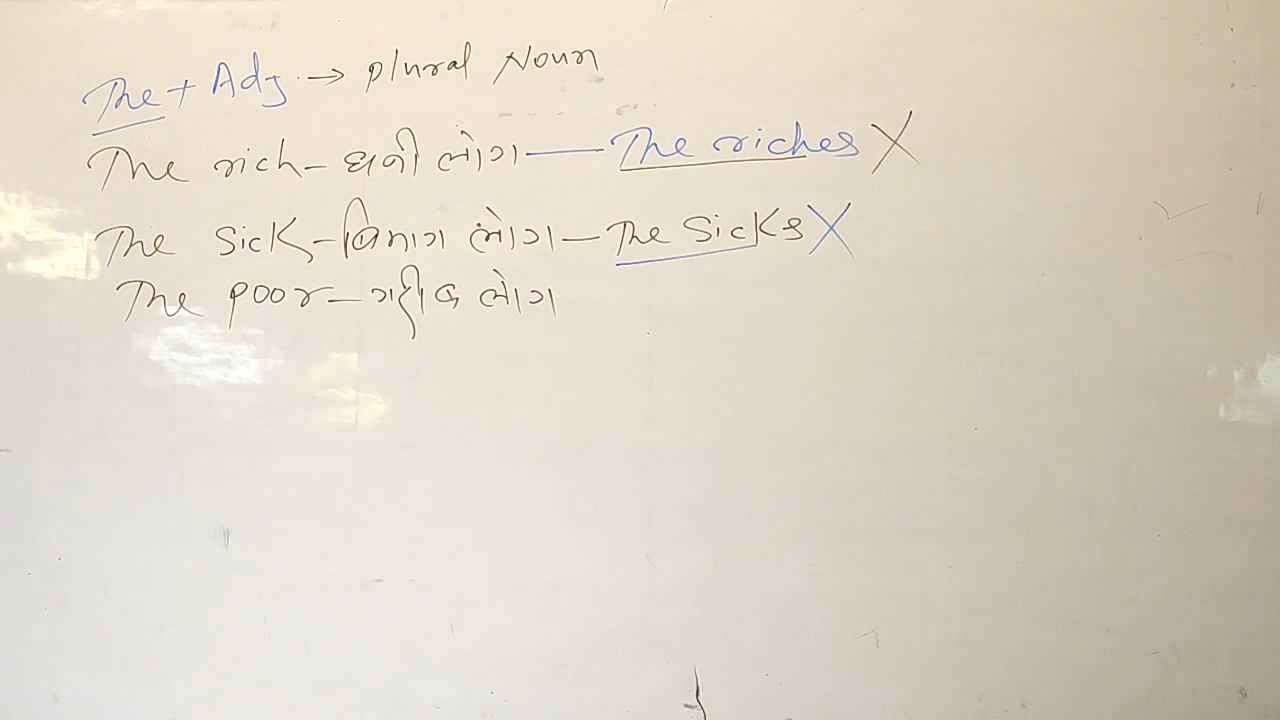 The + Adj. → Plural Noun
The rich - धनी लोग — The riches X
The Sick - बिमार लोग — The Sicks X
The poor - गरीब लोग